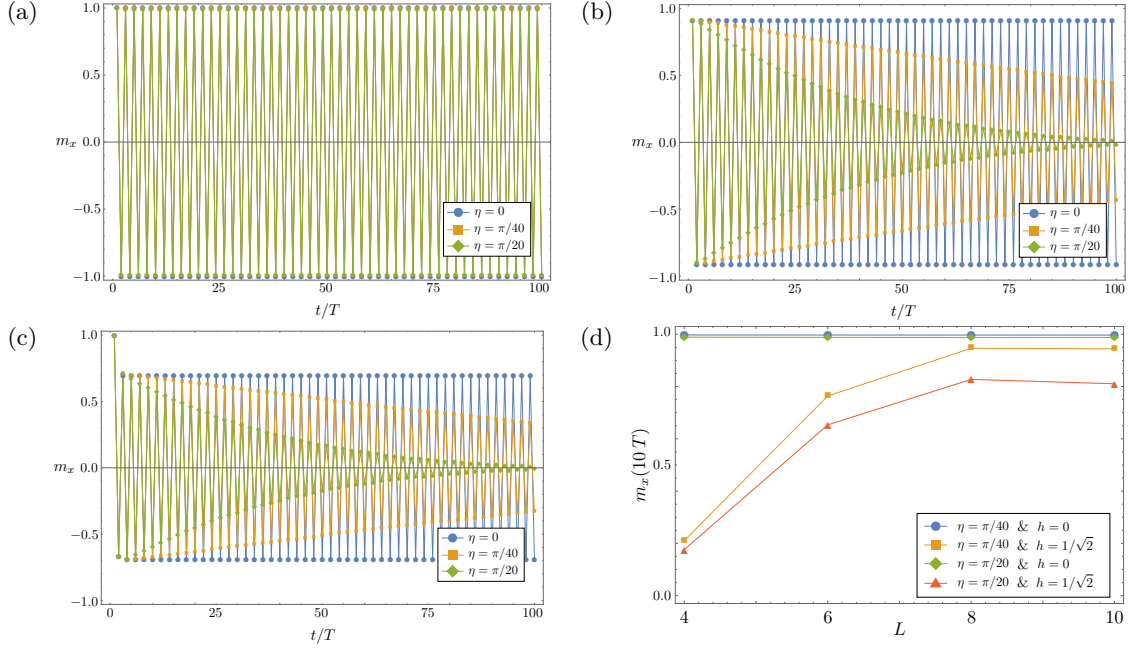 (a)
1.0
0.5
m_x 0.0
−0.5
−1.0
0 25 50 75 100
t/T
η = 0
η = π/40
η = π/20
(b)
1.0
0.5
m_x 0.0
−0.5
−1.0
0 25 50 75 100
t/T
η = 0
η = π/40
η = π/20
(c)
1.0
0.5
m_x 0.0
−0.5
−1.0
0 25 50 75 100
t/T
η = 0
η = π/40
η = π/20
(d)
1.0
m_x(10 T) 0.5
0.0
4 6 8 10
L
η = π/40 & h = 0
η = π/40 & h = 1/√2
η = π/20 & h = 0
η = π/20 & h = 1/√2